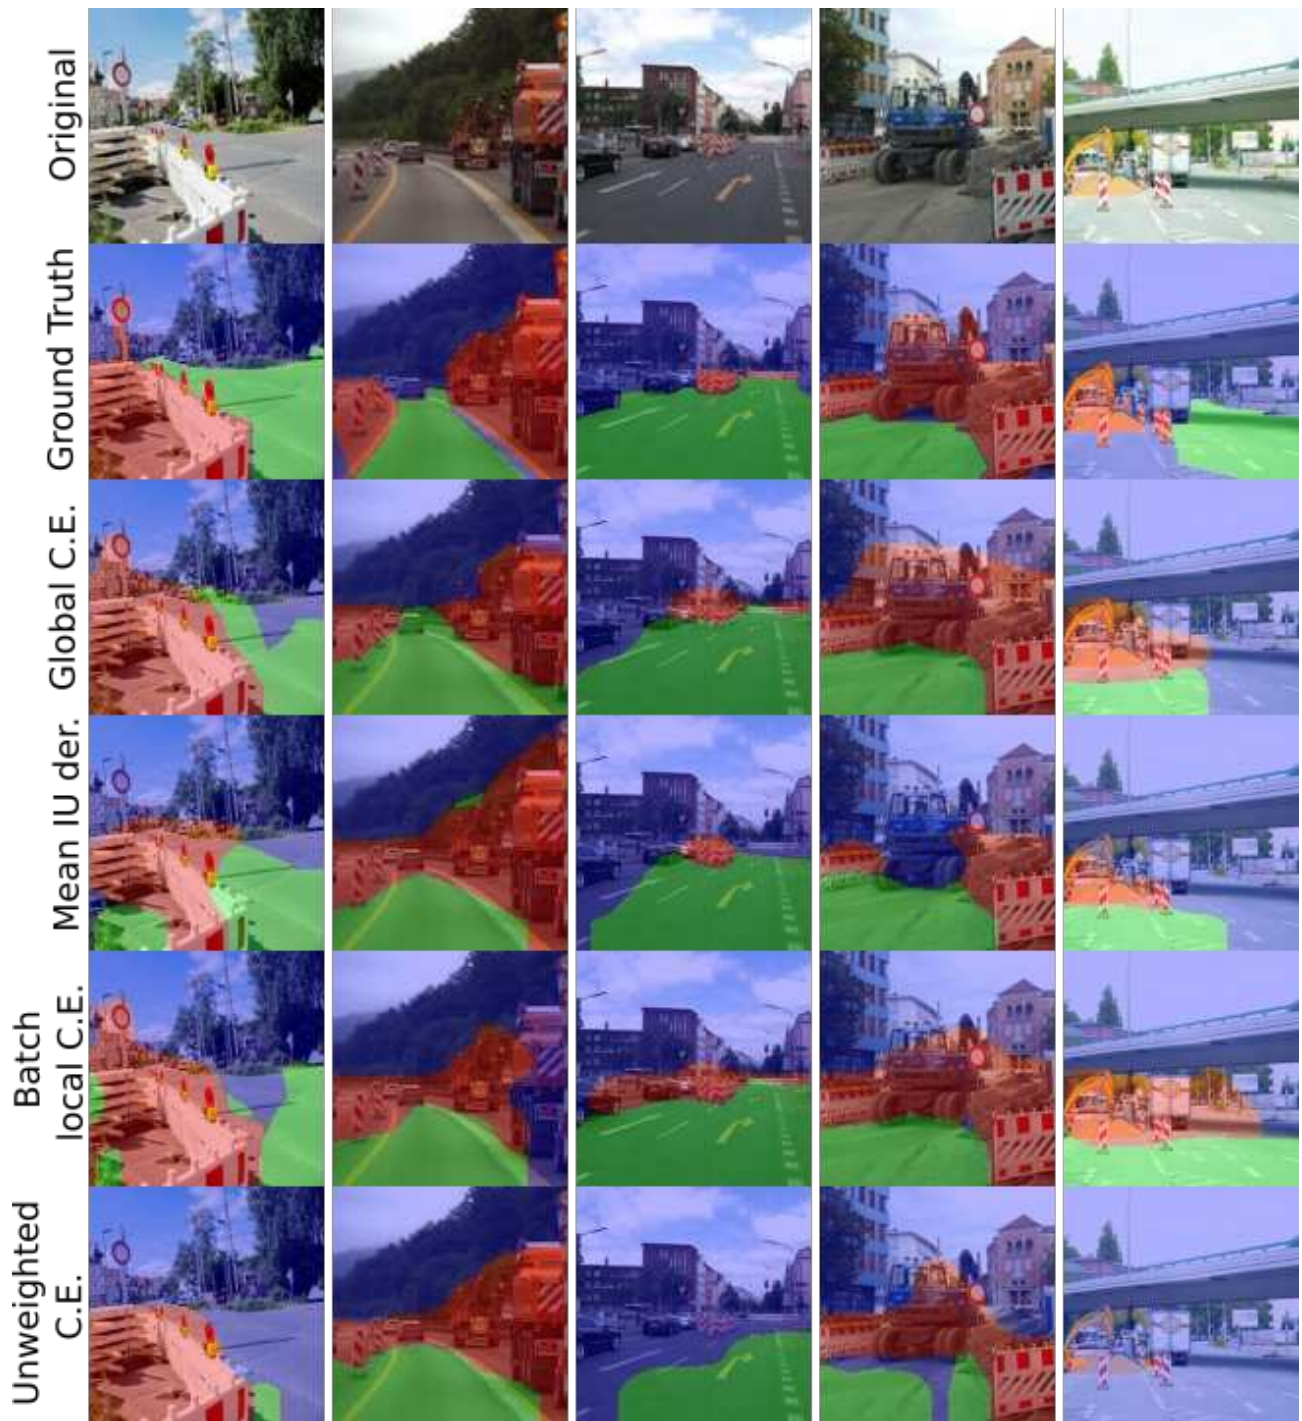 Original
Ground Truth
Global C.E.
Mean IU der.
Batch
local C.E.
Unweighted
C.E.